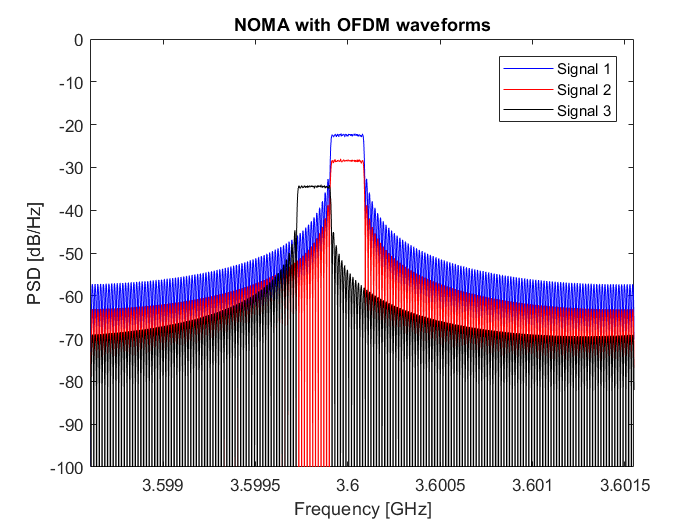 NOMA with OFDM waveforms
0
-10
-20
-30
-40
-50
-60
-70
-80
-90
-100
PSD [dB/Hz]
Signal 1
Signal 2
Signal 3
3.599
3.5995
3.6
3.6005
3.601
3.6015
Frequency [GHz]